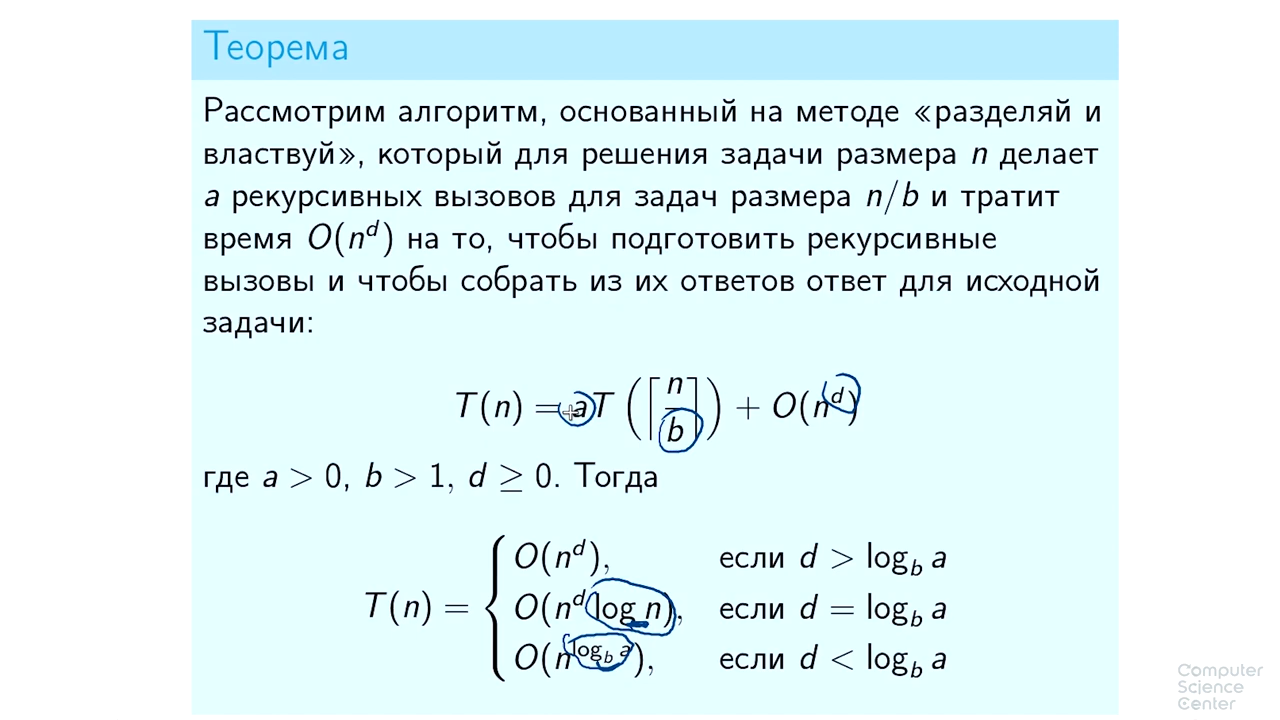 Теорема
Рассмотрим алгоритм, основанный на методе «разделяй и
властвуй», который для решения задачи размера n делает
a рекурсивных вызовов для задач размера n/b и тратит
время O(n^d) на то, чтобы подготовить рекурсивные
вызовы и чтобы собрать из их ответов ответ для исходной
задачи:
T(n) = aT(⌈n/b⌉) + O(n^d)
где a > 0, b > 1, d ≥ 0. Тогда
T(n) = { O(n^d), если d > log_b a
O(n^d log n), если d = log_b a
O(n^{log_b a}), если d < log_b a
Computer
Science
Center